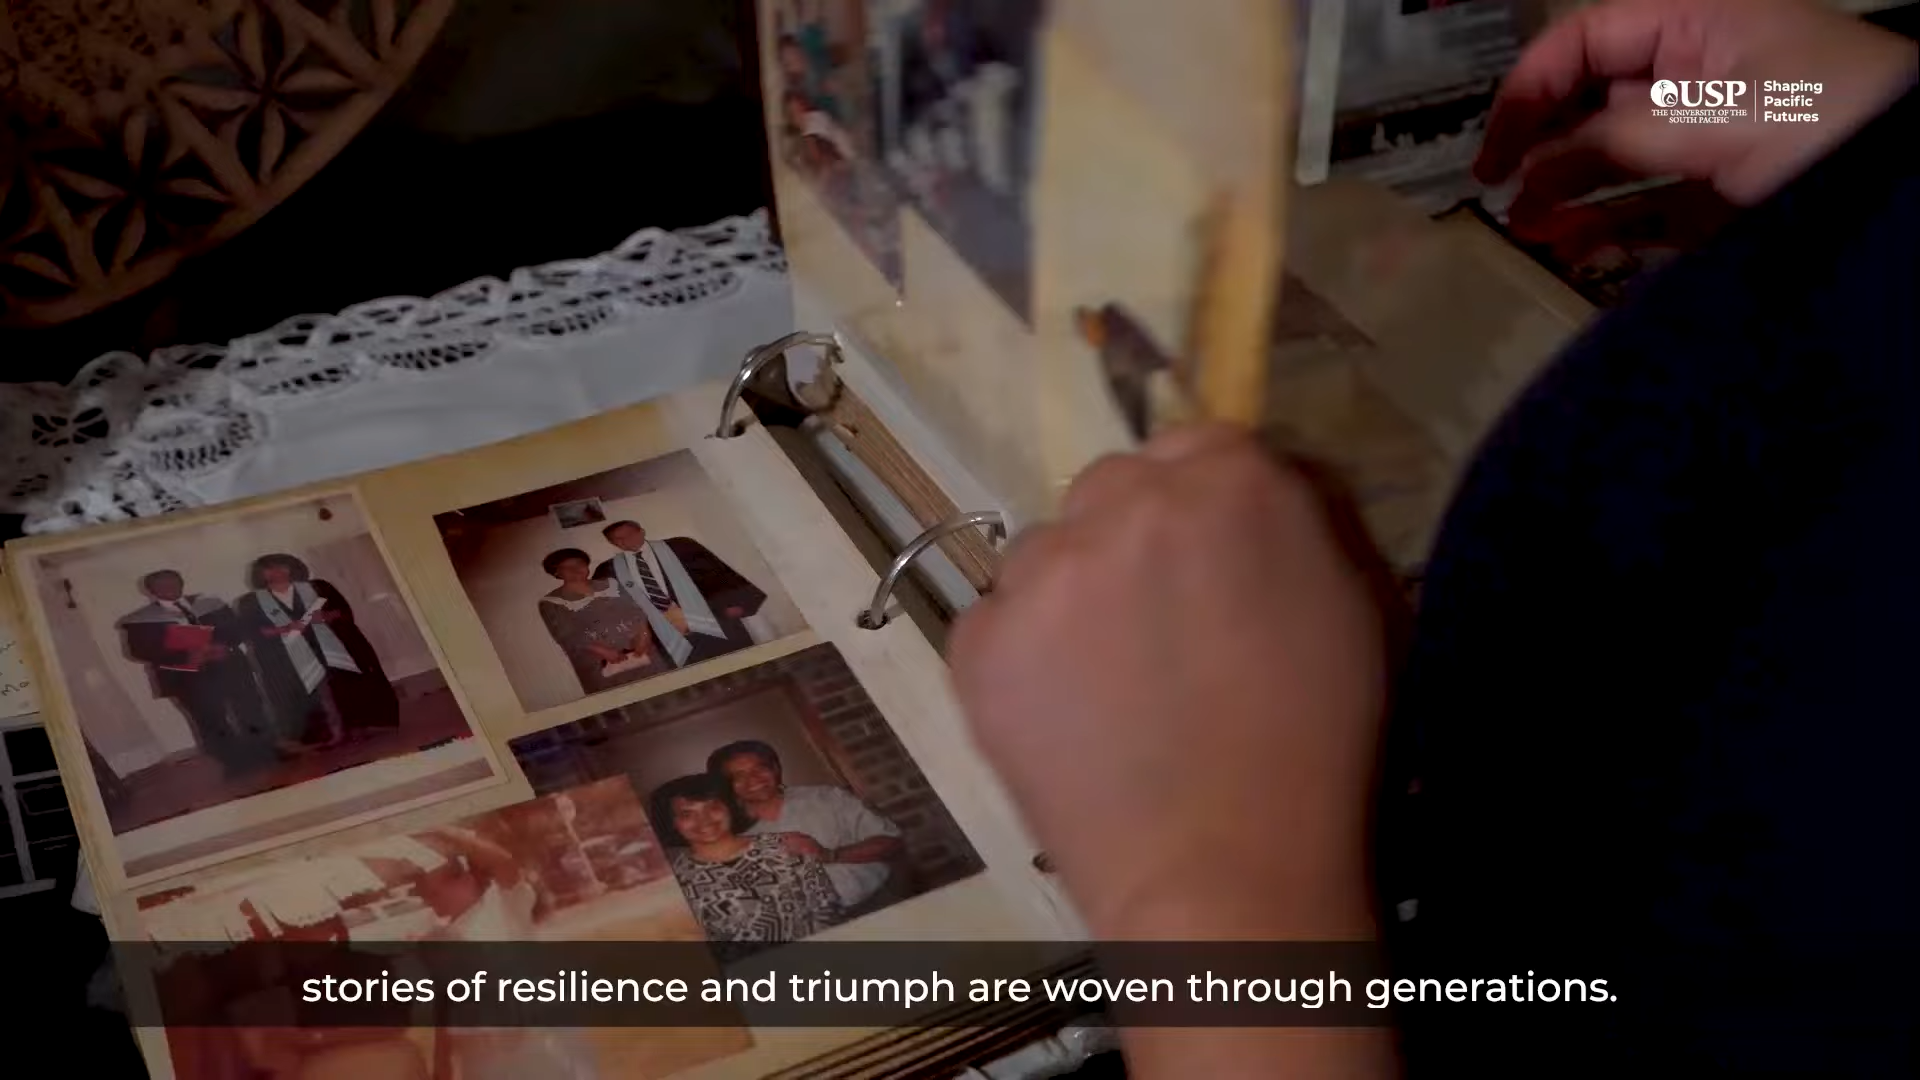 USP
THE UNIVERSITY OF THE
SOUTH PACIFIC
Shaping
Pacific
Futures
stories of resilience and triumph are woven through generations.